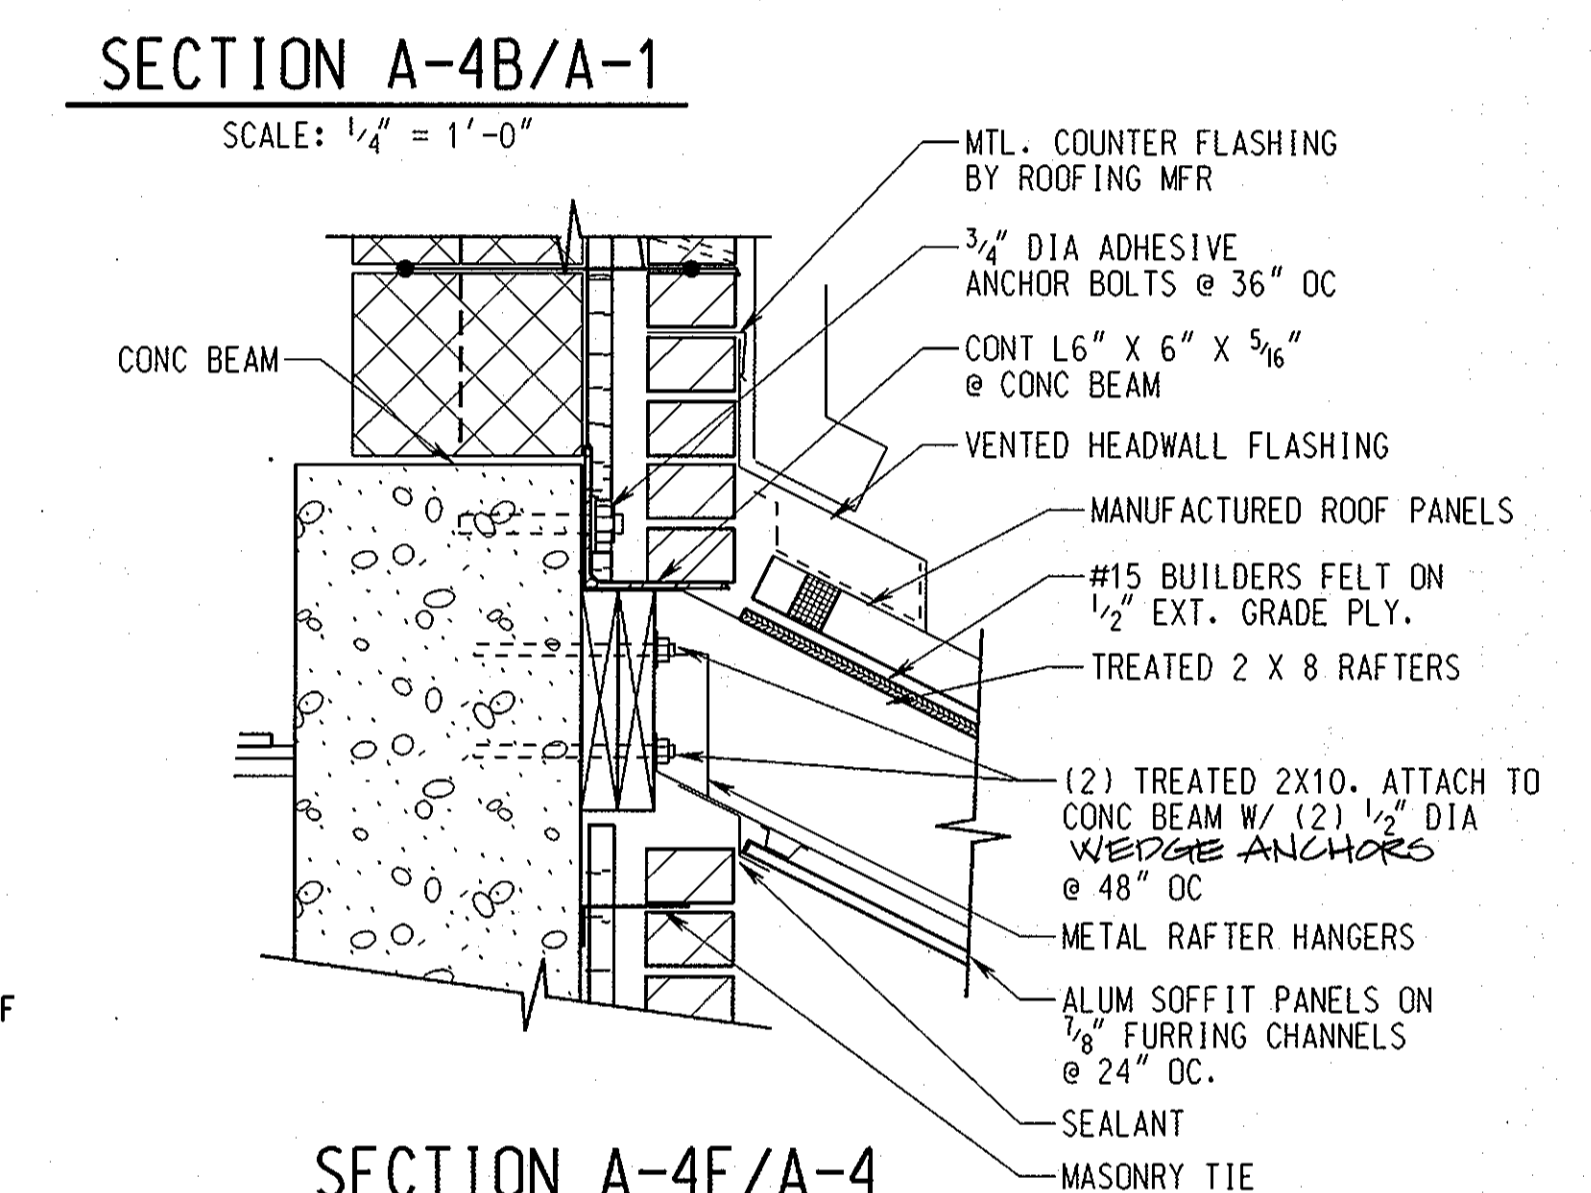 SECTION A-4B/A-1
SCALE: 1/4" = 1'-0"
MTL. COUNTER FLASHING
BY ROOFING MFR
3/4" DIA ADHESIVE
ANCHOR BOLTS @ 36" OC
CONT L6" X 6" X 5/16"
@ CONC BEAM
CONC BEAM
VENTED HEADWALL FLASHING
MANUFACTURED ROOF PANELS
#15 BUILDERS FELT ON
1/2" EXT. GRADE PLY.
TREATED 2 X 8 RAFTERS
(2) TREATED 2X10. ATTACH TO
CONC BEAM W/ (2) 1/2" DIA
WEDGE ANCHORS
@ 48" OC
METAL RAFTER HANGERS
ALUM SOFFIT PANELS ON
7/8" FURRING CHANNELS
@ 24" OC.
SEALANT
MASONRY TIE
F
SECTION